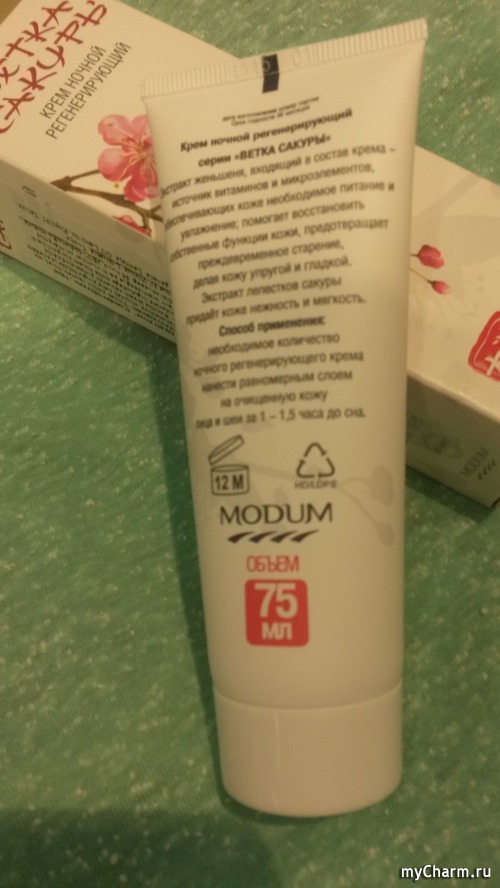 ВЕТКА
САКУРЫ
КРЕМ НОЧНОЙ
РЕГЕНЕРИРУЮЩИЙ
Крем ночной регенерирующий
серии «ВЕТКА САКУРЫ»
Экстракт женьшеня, входящий в состав крема –
источник витаминов и микроэлементов,
обеспечивающих коже необходимое питание и
увлажнение; помогает восстановить
собственные функции кожи, предотвращает
преждевременное старение,
делая кожу упругой и гладкой.
Экстракт лепестков сакуры
придаёт коже нежность и мягкость.
Способ применения:
необходимое количество
ночного регенерирующего крема
нанести равномерным слоем
на очищенную кожу
лица и шеи за 1 – 1,5 часа до сна.
12 M
HD/LDPE
MODUM
ОБЪЕМ
75
МЛ
MODUM
myCharm.ru